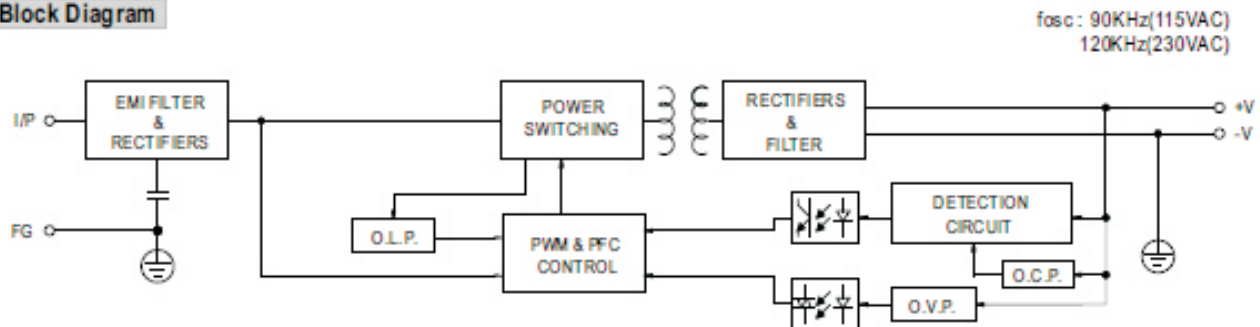 Block Diagram
fosc : 90KHz(115VAC)
120KHz(230VAC)
I/P
EMI FILTER
&
RECTIFIERS
POWER
SWITCHING
RECTIFIERS
&
FILTER
+V
-V
FG
O.L.P.
PWM & PFC
CONTROL
DETECTION
CIRCUIT
O.C.P.
O.V.P.